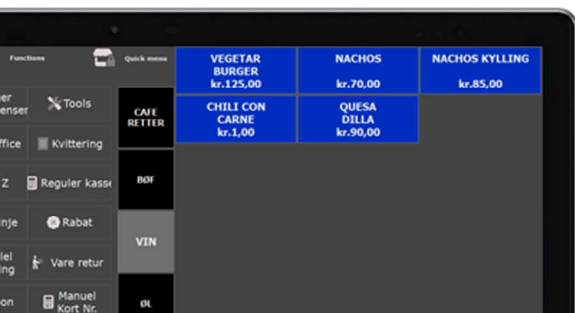 Functions
Quick menu
VEGETAR
BURGER
kr.125,00
NACHOS
kr.70,00
NACHOS KYLLING
kr.85,00
CHILI CON
CARNE
kr.1,00
QUESA
DILLA
kr.90,00
Tools
CAFE
RETTER
Kvittering
Z
Reguler kasse
BØF
Rabat
VIN
Vare retur
Manuel
Kort Nr.
ØL